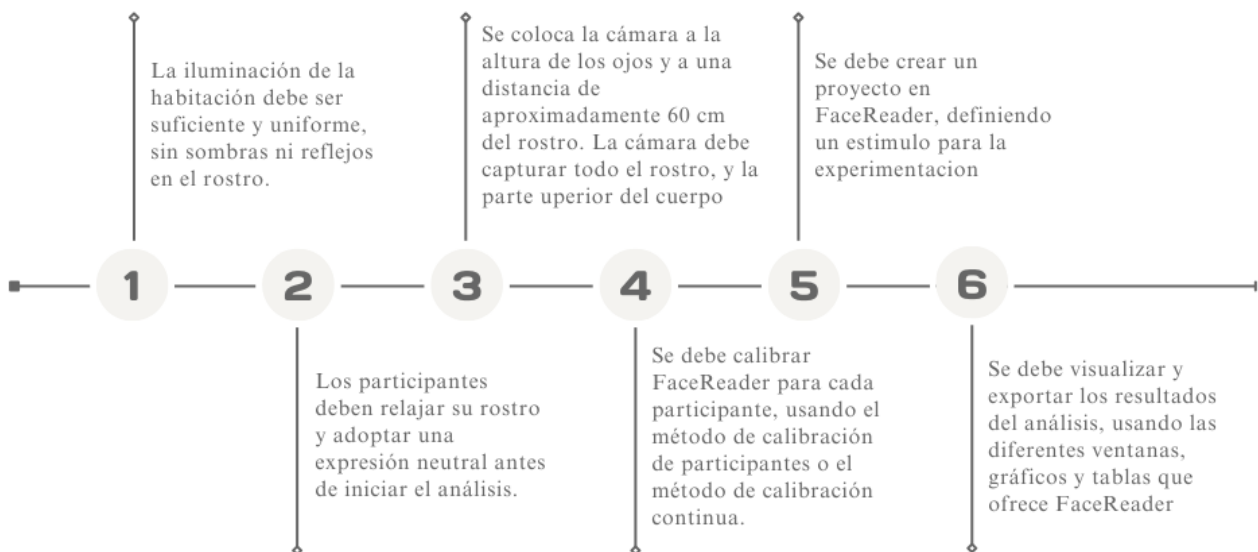 La iluminación de la
habitación debe ser
suficiente y uniforme,
sin sombras ni reflejos
en el rostro.
Se coloca la cámara a la
altura de los ojos y a una
distancia de
aproximadamente 60 cm
del rostro. La cámara debe
capturar todo el rostro, y la
parte uperior del cuerpo
Se debe crear un
proyecto en
FaceReader, definiendo
un estimulo para la
experimentacion
1
2
3
4
5
6
Los participantes
deben relajar su rostro
y adoptar una
expresión neutral antes
de iniciar el análisis.
Se debe calibrar
FaceReader para cada
participante, usando el
método de calibración
de participantes o el
método de calibración
continua.
Se debe visualizar y
exportar los resultados
del análisis, usando las
diferentes ventanas,
gráficos y tablas que
ofrece FaceReader